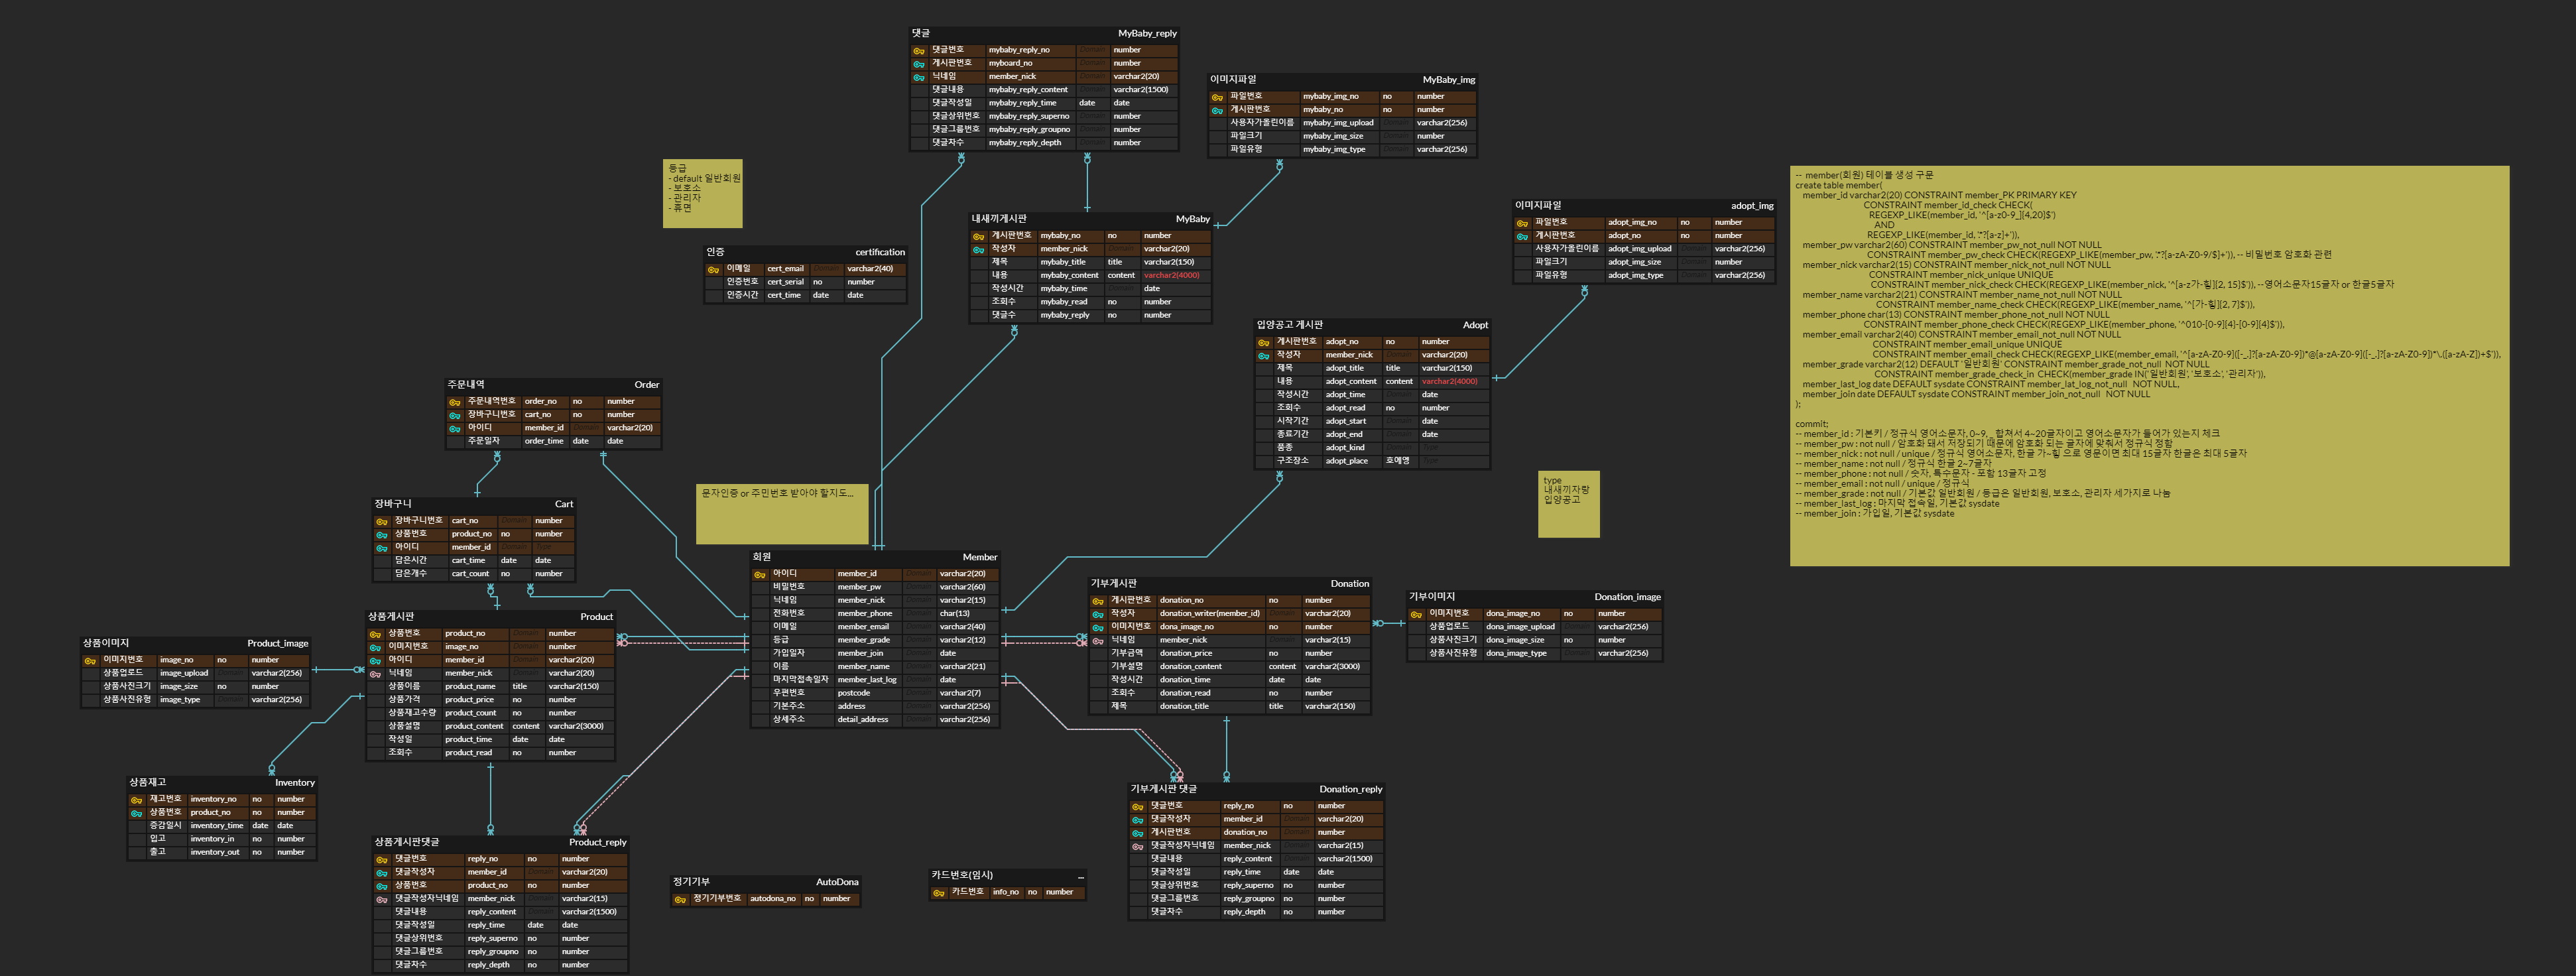 댓글 MyBaby_reply
댓글번호 mybaby_reply_no Domain number
게시판번호 myboard_no Domain number
닉네임 member_nick Domain varchar2(20)
댓글내용 mybaby_reply_content Domain varchar2(1500)
댓글작성일 mybaby_reply_time date date
댓글상위번호 mybaby_reply_superno Domain number
댓글그룹번호 mybaby_reply_groupno Domain number
댓글차수 mybaby_reply_depth Domain number
이미지파일 MyBaby_img
파일번호 mybaby_img_no no number
게시판번호 mybaby_no no number
사용자가올린이름 mybaby_img_upload Domain varchar2(256)
파일크기 mybaby_img_size Domain number
파일유형 mybaby_img_type Domain varchar2(256)
등급
- default 일반회원
- 보호소
- 관리자
- 휴면
내새끼게시판 MyBaby
게시판번호 mybaby_no no number
작성자 member_nick Domain varchar2(20)
제목 mybaby_title title varchar2(150)
내용 mybaby_content content varchar2(4000)
작성시간 mybaby_time Domain date
조회수 mybaby_read no number
댓글수 mybaby_reply no number
이미지파일 adopt_img
파일번호 adopt_img_no no number
게시판번호 adopt_no no number
사용자가올린이름 adopt_img_upload Domain varchar2(256)
파일크기 adopt_img_size Domain number
파일유형 adopt_img_type Domain varchar2(256)
인증 certification
이메일 cert_email Domain varchar2(40)
인증번호 cert_serial no number
인증시간 cert_time date date
입양공고 게시판 Adopt
게시판번호 adopt_no no number
작성자 member_nick Domain varchar2(20)
제목 adopt_title title varchar2(150)
내용 adopt_content content varchar2(4000)
작성시간 adopt_time Domain date
조회수 adopt_read no number
시작기간 adopt_start Domain date
종료기간 adopt_end Domain date
품종 adopt_kind Domain Type
구조장소 adopt_place 호예명 Type
-- member(회원) 테이블 생성 구문
create table member(
member_id varchar2(20) CONSTRAINT member_PK PRIMARY KEY
CONSTRAINT member_id_check CHECK(
REGEXP_LIKE(member_id, '^[a-z0-9_]{4,20}$')
AND
REGEXP_LIKE(member_id, '.*?[a-z]+')),
member_pw varchar2(60) CONSTRAINT member_pw_not_null NOT NULL
CONSTRAINT member_pw_check CHECK(REGEXP_LIKE(member_pw, '.*?[a-zA-Z0-9/$]+')), -- 비밀번호 암호화 관련
member_nick varchar2(15) CONSTRAINT member_nick_not_null NOT NULL
CONSTRAINT member_nick_unique UNIQUE
CONSTRAINT member_nick_check CHECK(REGEXP_LIKE(member_nick, '^[a-z가-힣]{2, 15}$')), --영어소문자15글자 or 한글5글자
member_name varchar2(21) CONSTRAINT member_name_not_null NOT NULL
CONSTRAINT member_name_check CHECK(REGEXP_LIKE(member_name, '^[가-힣]{2, 7}$')),
member_phone char(13) CONSTRAINT member_phone_not_null NOT NULL
CONSTRAINT member_phone_check CHECK(REGEXP_LIKE(member_phone, '^010-[0-9]{4}-[0-9]{4}$')),
member_email varchar2(40) CONSTRAINT member_email_not_null NOT NULL
CONSTRAINT member_email_unique UNIQUE
CONSTRAINT member_email_check CHECK(REGEXP_LIKE(member_email, '^[a-zA-Z0-9]([-_.]?[a-zA-Z0-9])*@[a-zA-Z0-9]([-_.]?[a-zA-Z0-9])*\.([a-zA-Z])+$')),
member_grade varchar2(12) DEFAULT '일반회원' CONSTRAINT member_grade_not_null NOT NULL
CONSTRAINT member_grade_check_in CHECK(member_grade IN('일반회원', '보호소', '관리자')),
member_last_log date DEFAULT sysdate CONSTRAINT member_lat_log_not_null NOT NULL,
member_join date DEFAULT sysdate CONSTRAINT member_join_not_null NOT NULL
);
commit;
-- member_id : 기본키 / 정규식 영어소문자, 0~9, _ 합쳐서 4~20글자이고 영어소문자가 들어가 있는지 체크
-- member_pw : not null / 암호화 돼서 저장되기 때문에 암호화 되는 글자에 맞춰서 정규식 정함
-- member_nick : not null / unique / 정규식 영어소문자, 한글 가~힣 으로 영문이면 최대 15글자 한글은 최대 5글자
-- member_name : not null / 정규식 한글 2~7글자
-- member_phone : not null / 숫자, 특수문자 - 포함 13글자 고정
-- member_email : not null / unique / 정규식
-- member_grade : not null / 기본값 일반회원 / 등급은 일반회원, 보호소, 관리자 세가지로 나눔
-- member_last_log : 마지막 접속일, 기본값 sysdate
-- member_join : 가입일, 기본값 sysdate
주문내역 Order
주문내역번호 order_no no number
장바구니번호 cart_no no number
아이디 member_id Domain varchar2(20)
주문일자 order_time date date
문자인증 or 주민번호 받아야 할지도...
type
내새끼자랑
입양공고
장바구니 Cart
장바구니번호 cart_no Domain number
상품번호 product_no no number
아이디 member_id Domain Type
담은시간 cart_time date date
담은개수 cart_count no number
회원 Member
아이디 member_id Domain varchar2(20)
비밀번호 member_pw Domain varchar2(60)
닉네임 member_nick Domain varchar2(15)
전화번호 member_phone Domain char(13)
이메일 member_email Domain varchar2(40)
등급 member_grade Domain varchar2(12)
가입일자 member_join Domain date
이름 member_name Domain varchar2(21)
마지막접속일자 member_last_log Domain date
우편번호 postcode Domain varchar2(7)
기본주소 address Domain varchar2(256)
상세주소 detail_address Domain varchar2(256)
기부게시판 Donation
게시판번호 donation_no no number
작성자 donation_writer(member_id) Domain varchar2(20)
이미지번호 dona_image_no no number
닉네임 member_nick Domain varchar2(15)
기부금액 donation_price no number
기부설명 donation_content content varchar2(3000)
작성시간 donation_time date date
조회수 donation_read no number
제목 donation_title title varchar2(150)
기부이미지 Donation_image
이미지번호 dona_image_no no number
상품업로드 dona_image_upload Domain varchar2(256)
상품사진크기 dona_image_size no number
상품사진유형 dona_image_type Domain varchar2(256)
상품게시판 Product
상품번호 product_no Domain number
이미지번호 image_no Domain number
아이디 member_id Domain varchar2(20)
닉네임 member_nick Domain varchar2(20)
상품이름 product_name title varchar2(150)
상품가격 product_price no number
상품재고수량 product_count no number
상품설명 product_content content varchar2(3000)
작성일 product_time date date
조회수 product_read no number
상품이미지 Product_image
이미지번호 image_no no number
상품업로드 image_upload Domain varchar2(256)
상품사진크기 image_size no number
상품사진유형 image_type Domain varchar2(256)
상품재고 Inventory
재고번호 inventory_no no number
상품번호 product_no no number
증감일시 inventory_time date date
입고 inventory_in no number
출고 inventory_out no number
상품게시판댓글 Product_reply
댓글번호 reply_no no number
댓글작성자 member_id Domain varchar2(20)
상품번호 product_no no number
댓글작성자닉네임 member_nick Domain varchar2(15)
댓글내용 reply_content Domain varchar2(1500)
댓글작성일 reply_time date date
댓글상위번호 reply_superno no number
댓글그룹번호 reply_groupno no number
댓글차수 reply_depth no number
정기기부 AutoDona
정기기부번호 autodona_no no number
카드번호(임시) ...
카드번호 info_no no number
기부게시판 댓글 Donation_reply
댓글번호 reply_no no number
댓글작성자 member_id Domain varchar2(20)
게시판번호 donation_no Domain number
댓글작성자닉네임 member_nick Domain varchar2(15)
댓글내용 reply_content Domain varchar2(1500)
댓글작성일 reply_time date date
댓글상위번호 reply_superno no number
댓글그룹번호 reply_groupno no number
댓글차수 reply_depth no number